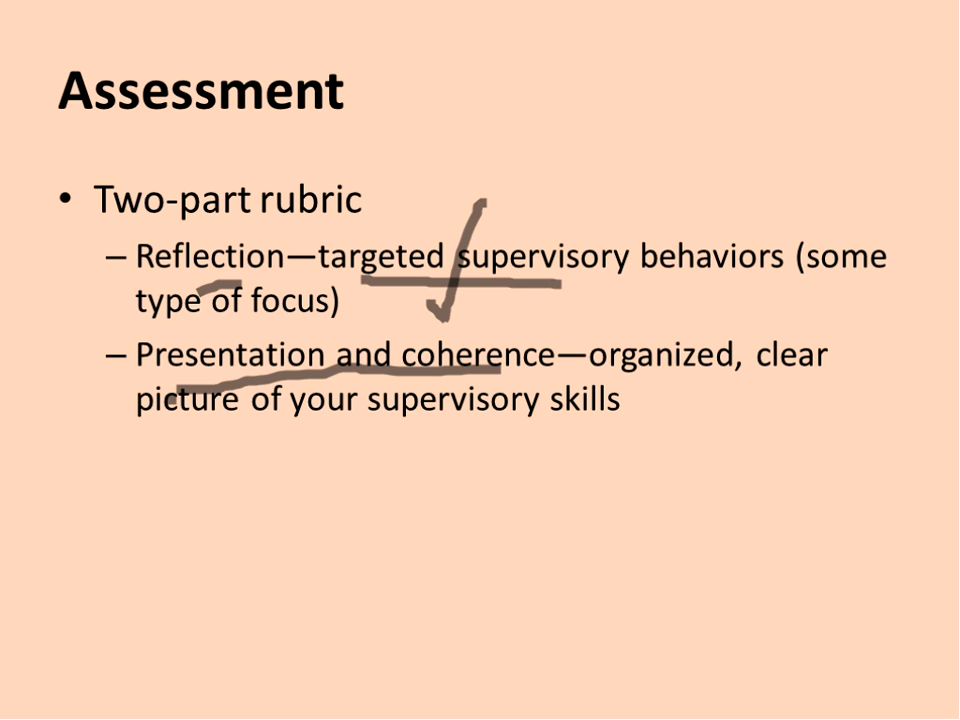 Assessment
• Two-part rubric
– Reflection—targeted supervisory behaviors (some
type of focus)
– Presentation and coherence—organized, clear
picture of your supervisory skills